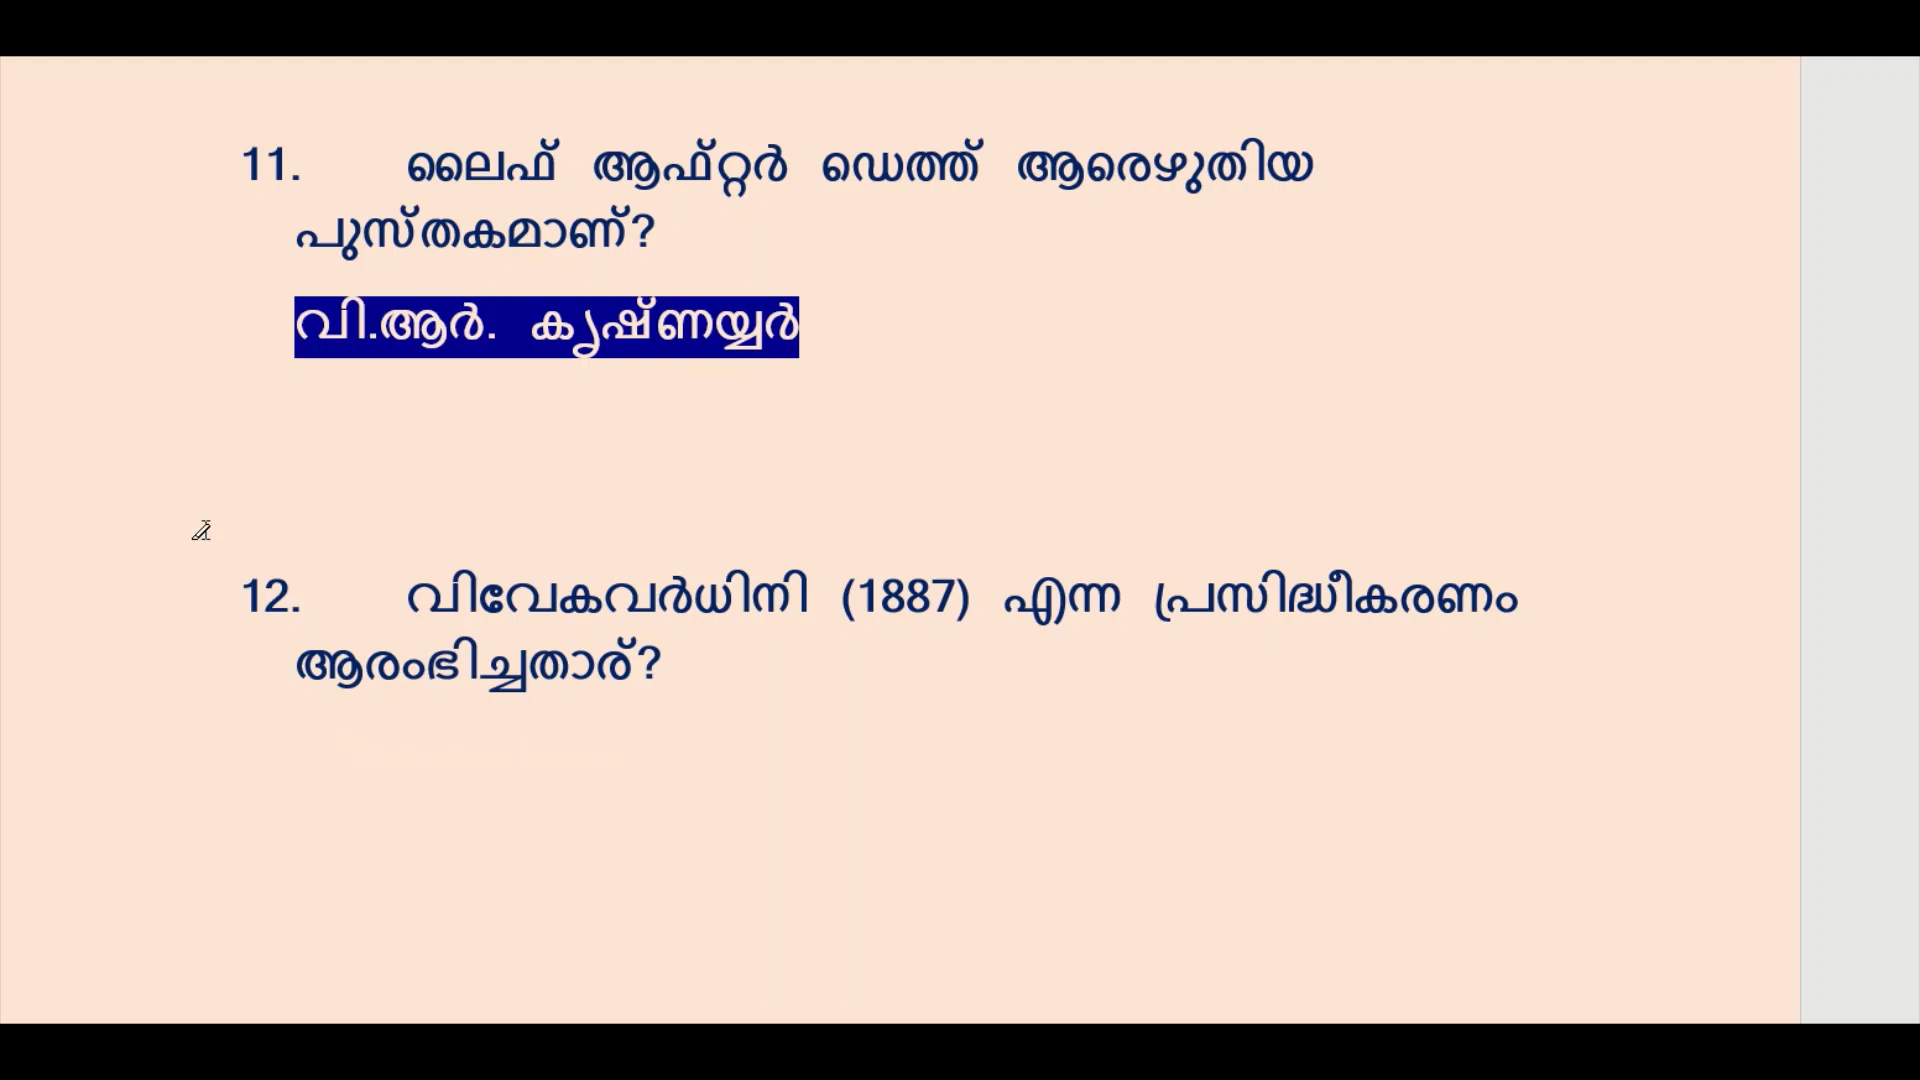 11. ലൈഫ് ആഫ്റ്റർ ഡെത്ത് ആരെഴുതിയ
പുസ്തകമാണ്?
വി.ആർ. കൃഷ്ണയ്യർ
12. വിവേകവർധിനി (1887) എന്ന പ്രസിദ്ധീകരണം
ആരംഭിച്ചതാര്?